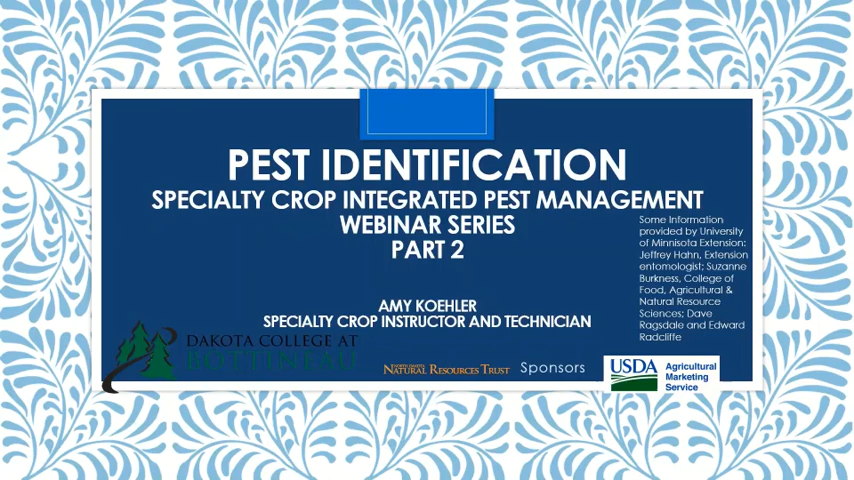 PEST IDENTIFICATION
SPECIALTY CROP INTEGRATED PEST MANAGEMENT
WEBINAR SERIES
PART 2
Some Information
provided by University
of Minnisota Extension:
Jeffrey Hahn, Extension
entomologist; Suzanne
Burkness, College of
Food, Agricultural &
Natural Resource
Sciences; Dave
Ragsdale and Edward
Radcliffe
AMY KOEHLER
SPECIALTY CROP INSTRUCTOR AND TECHNICIAN
DAKOTA COLLEGE AT
BOTTINEAU
NORTH DAKOTA
NATURAL RESOURCES TRUST
Sponsors
USDA
Agricultural
Marketing
Service